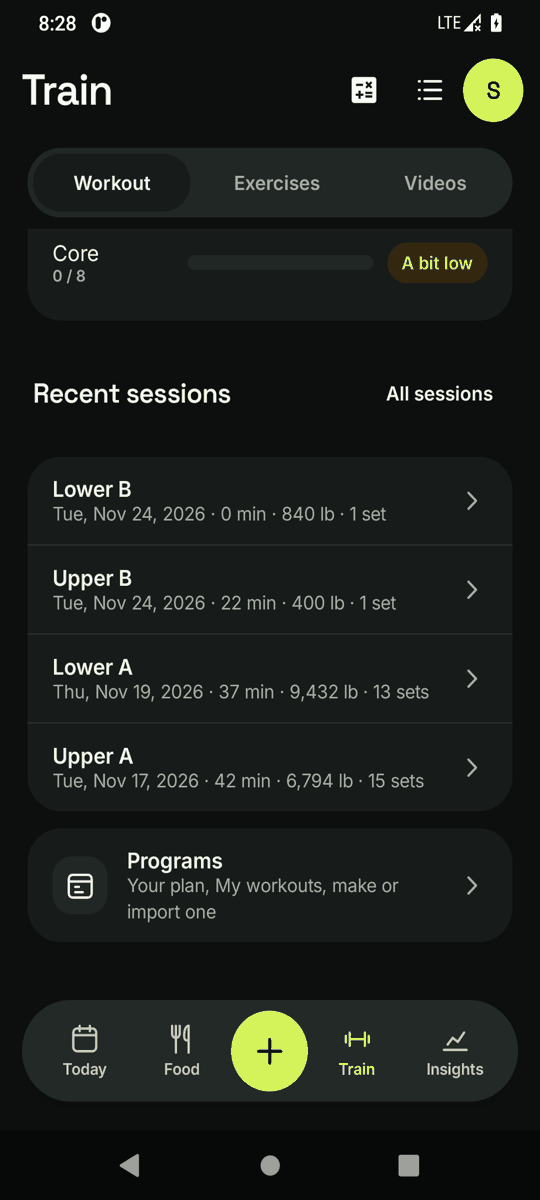 8:28
LTE
Train
S
Workout
Exercises
Videos
Core
0 / 8
A bit low
Recent sessions
All sessions
Lower B
Tue, Nov 24, 2026 · 0 min · 840 lb · 1 set
Upper B
Tue, Nov 24, 2026 · 22 min · 400 lb · 1 set
Lower A
Thu, Nov 19, 2026 · 37 min · 9,432 lb · 13 sets
Upper A
Tue, Nov 17, 2026 · 42 min · 6,794 lb · 15 sets
Programs
Your plan, My workouts, make or
import one
Today
Food
Train
Insights